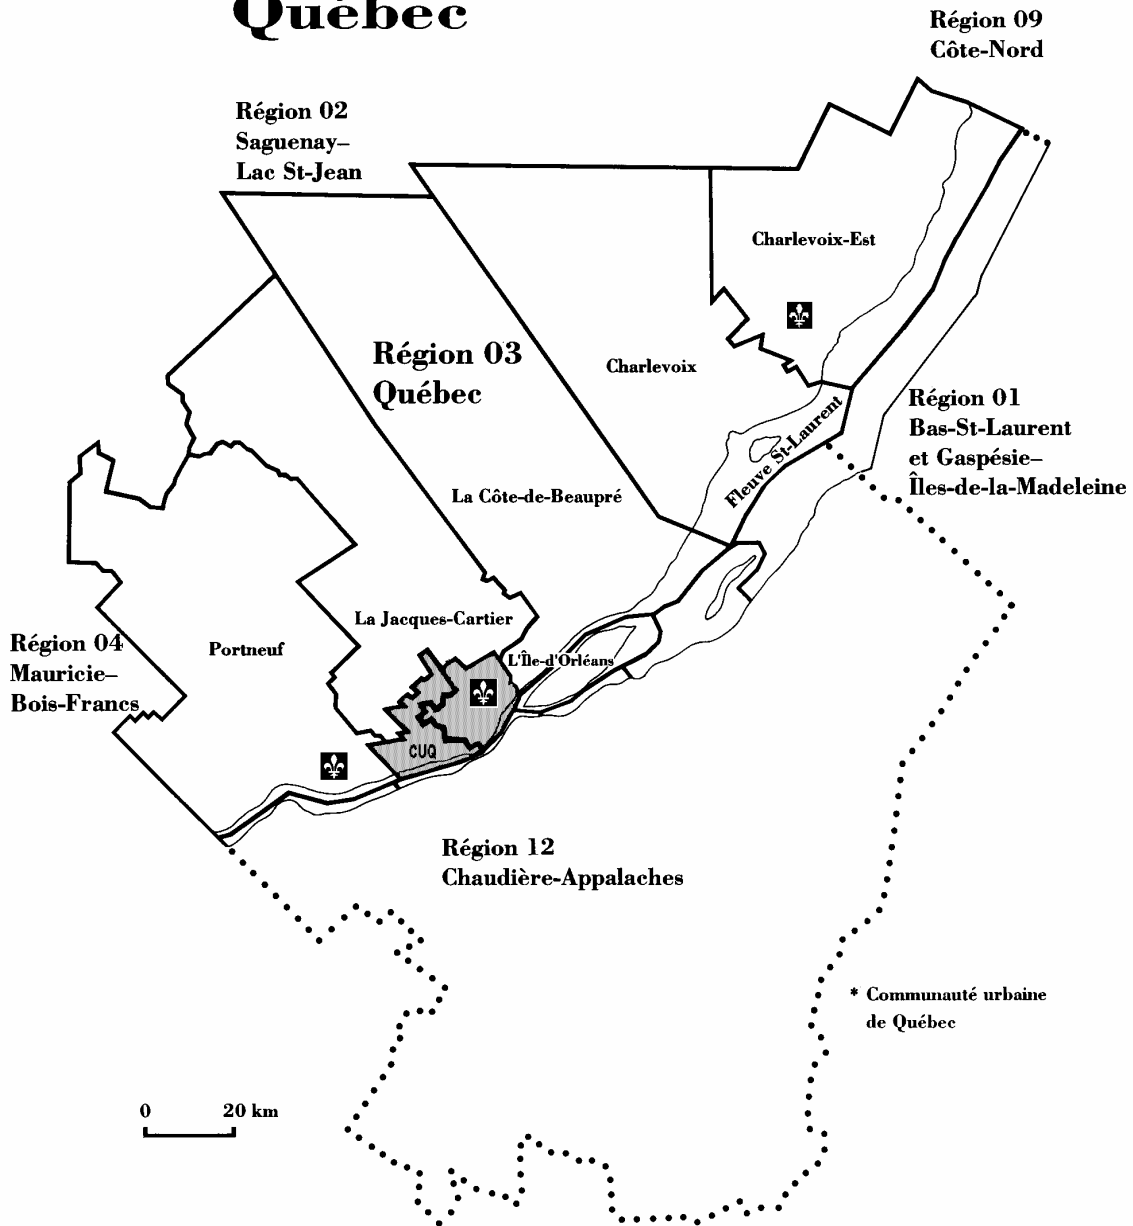 Québec
Région 09
Côte-Nord
Région 02
Saguenay–
Lac St-Jean
Charlevoix-Est
Région 03
Québec
Charlevoix
Région 01
Bas-St-Laurent
et Gaspésie–
Îles-de-la-Madeleine
Fleuve St-Laurent
La Côte-de-Beaupré
La Jacques-Cartier
Région 04
Mauricie–
Bois-Francs
Portneuf
L'Île-d'Orléans
CUQ
Région 12
Chaudière-Appalaches
* Communauté urbaine
de Québec
0 20 km